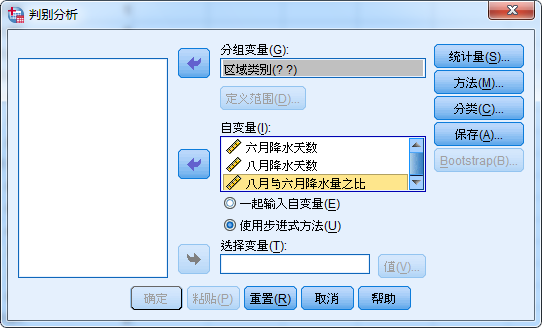 判别分析
分组变量(G):
区域类别(? ?)
定义范围(D)...
自变量(I):
六月降水天数
八月降水天数
八月与六月降水量之比
一起输入自变量(E)
使用步进式方法(U)
选择变量(T):
值(V)...
统计量(S)...
方法(M)...
分类(C)...
保存(A)...
Bootstrap(B)...
确定
粘贴(P)
重置(R)
取消
帮助